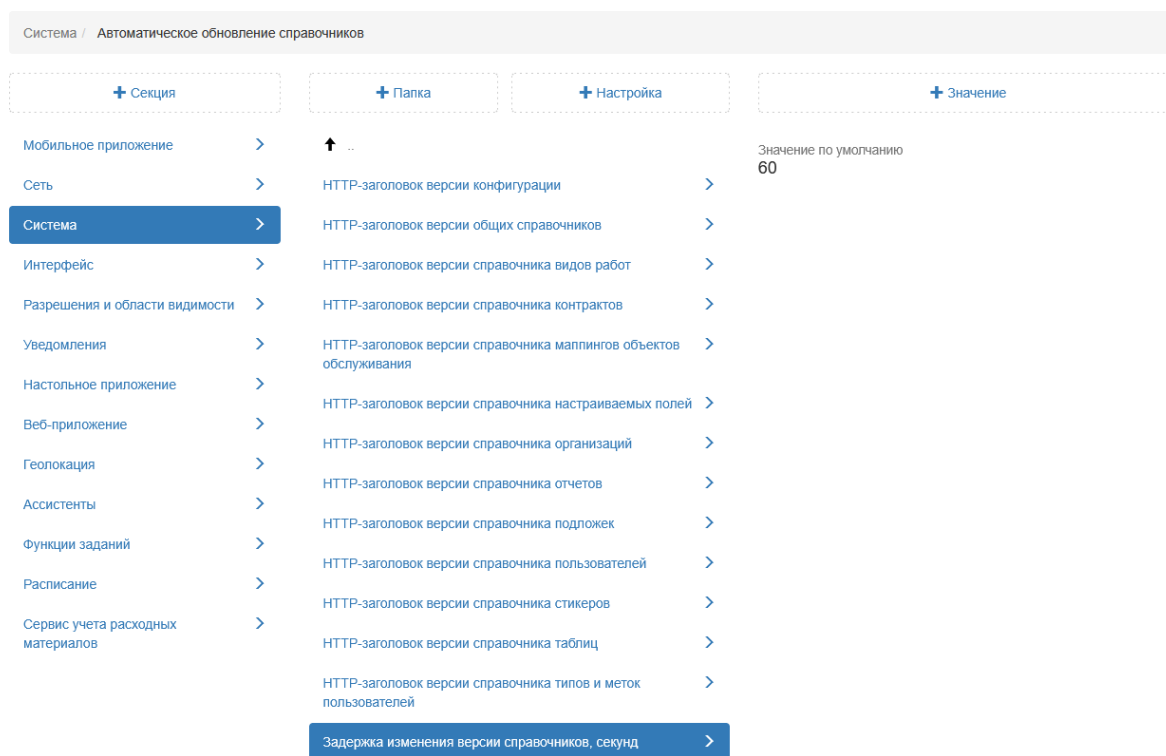 Система / Автоматическое обновление справочников
+ Секция
Мобильное приложение
Сеть
Система
Интерфейс
Разрешения и области видимости
Уведомления
Настольное приложение
Веб-приложение
Геолокация
Ассистенты
Функции заданий
Расписание
Сервис учета расходных
материалов
+ Папка
+ Настройка
..
HTTP-заголовок версии конфигурации
HTTP-заголовок версии общих справочников
HTTP-заголовок версии справочника видов работ
HTTP-заголовок версии справочника контрактов
HTTP-заголовок версии справочника маппингов объектов
обслуживания
HTTP-заголовок версии справочника настраиваемых полей
HTTP-заголовок версии справочника организаций
HTTP-заголовок версии справочника отчетов
HTTP-заголовок версии справочника подложек
HTTP-заголовок версии справочника пользователей
HTTP-заголовок версии справочника стикеров
HTTP-заголовок версии справочника таблиц
HTTP-заголовок версии справочника типов и меток
пользователей
Задержка изменения версии справочников, секунд
+ Значение
Значение по умолчанию
60